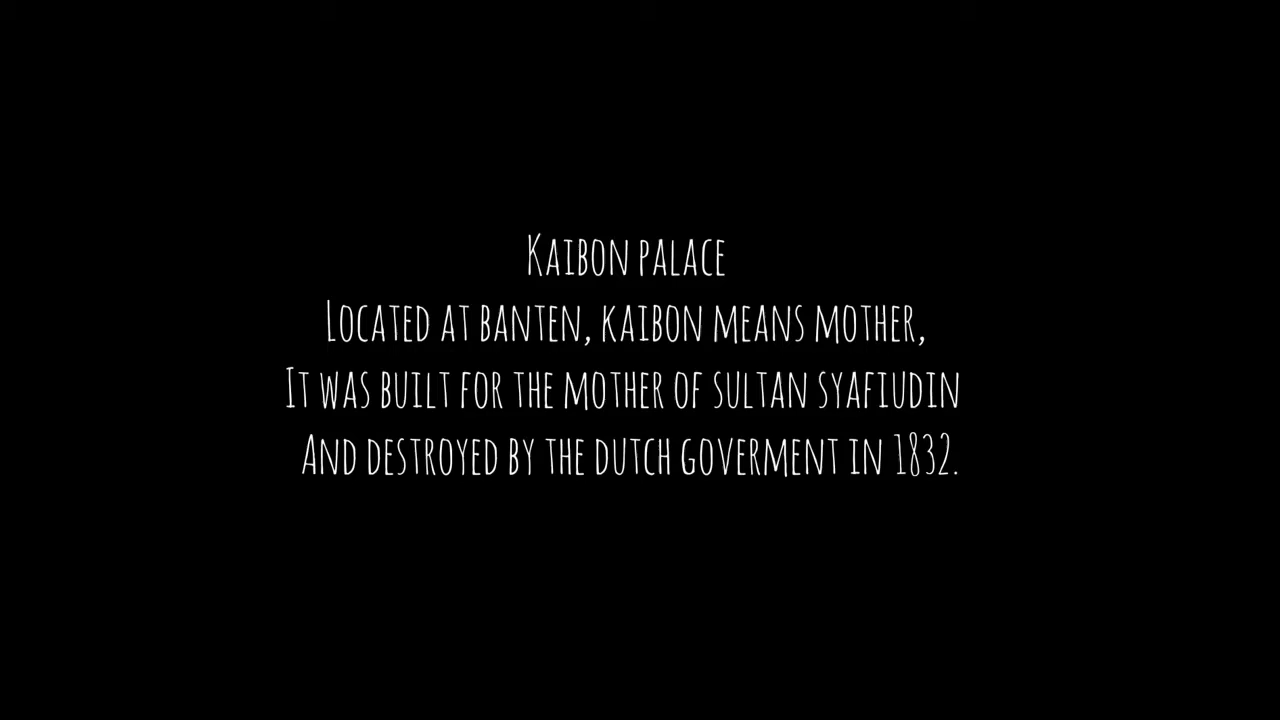 Kaibon palace
Located at banten, kaibon means mother,
It was built for the mother of sultan syafiudin
And destroyed by the dutch goverment in 1832.